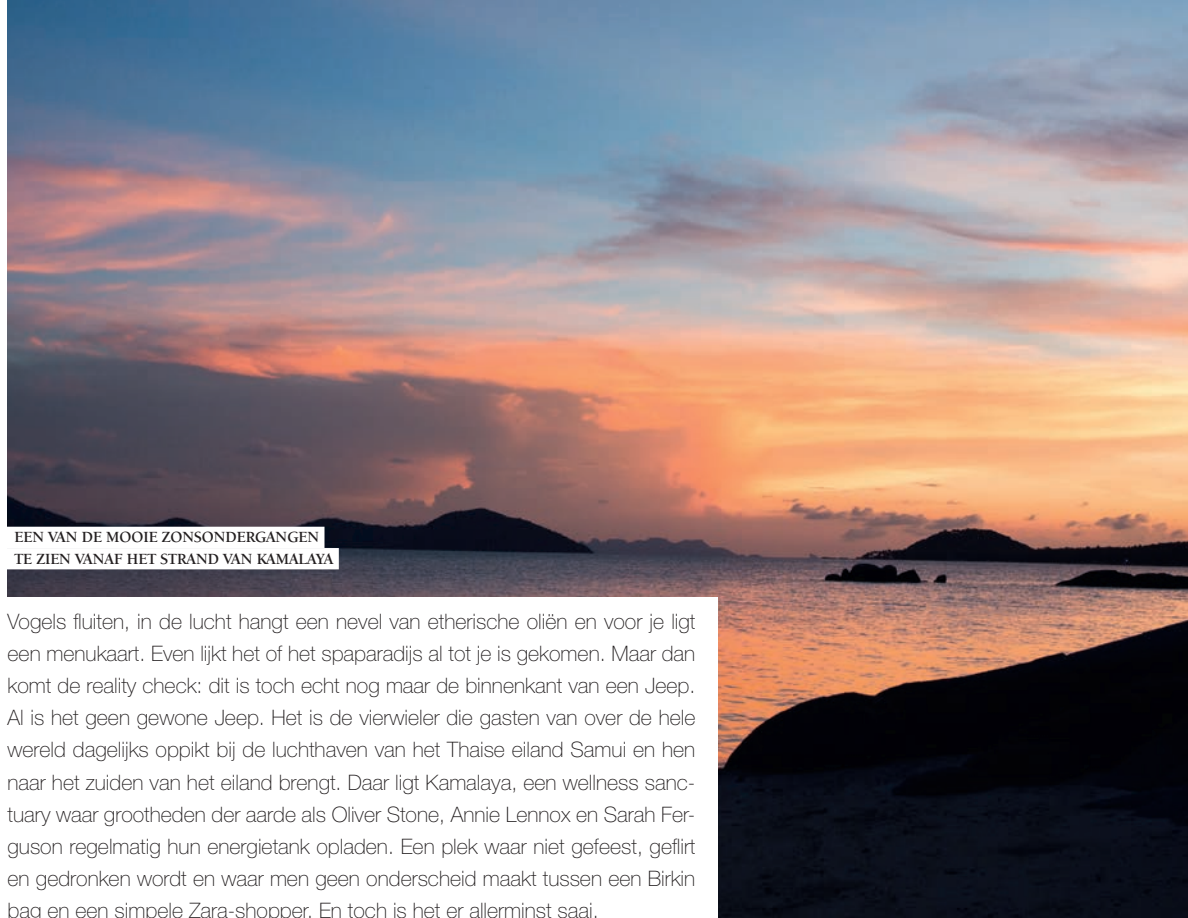 EEN VAN DE MOOIE ZONSONDERGANGEN
TE ZIEN VANAF HET STRAND VAN KAMALAYA
Vogels fluiten, in de lucht hangt een nevel van etherische oliën en voor je ligt
een menukaart. Even lijkt het of het spaparadijs al tot je is gekomen. Maar dan
komt de reality check: dit is toch echt nog maar de binnenkant van een Jeep.
Al is het geen gewone Jeep. Het is de vierwieler die gasten van over de hele
wereld dagelijks oppikt bij de luchthaven van het Thaise eiland Samui en hen
naar het zuiden van het eiland brengt. Daar ligt Kamalaya, een wellness sanc-
tuary waar grootheden der aarde als Oliver Stone, Annie Lennox en Sarah Fer-
guson regelmatig hun energietank opladen. Een plek waar niet gefeest, geflirt
en gedronken wordt en waar men geen onderscheid maakt tussen een Birkin
bag en een simpele Zara-shopper. En toch is het er allerminst saai.